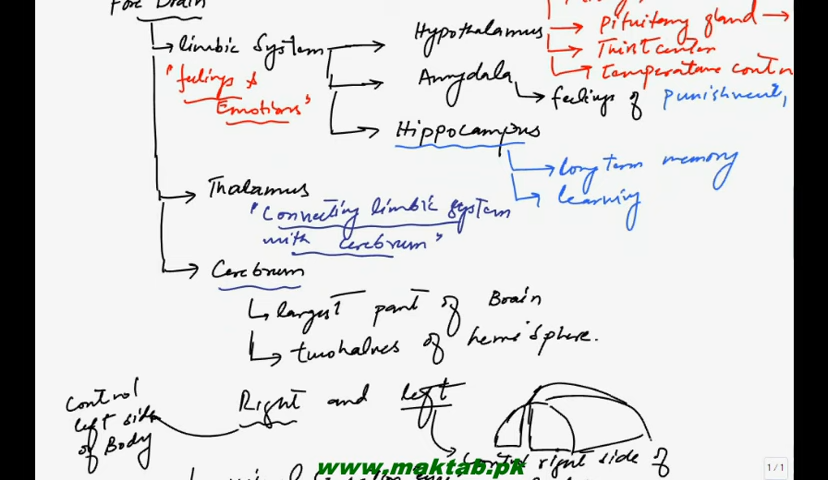 Fore Brain
limbic System
"feelings &
Emotions"
Hypothalamus
pituitary gland
Thirst center
temperature contr
Amygdala
feelings of punishment,
Hippocampus
long term memory
learning
Thalamus
"Connecting limbic system
with cerebrum"
Cerebrum
largest part of Brain
two halves of hemisphere.
Right and left
Control
left side
of Body
control right side of
www.maktab.pk
1/1